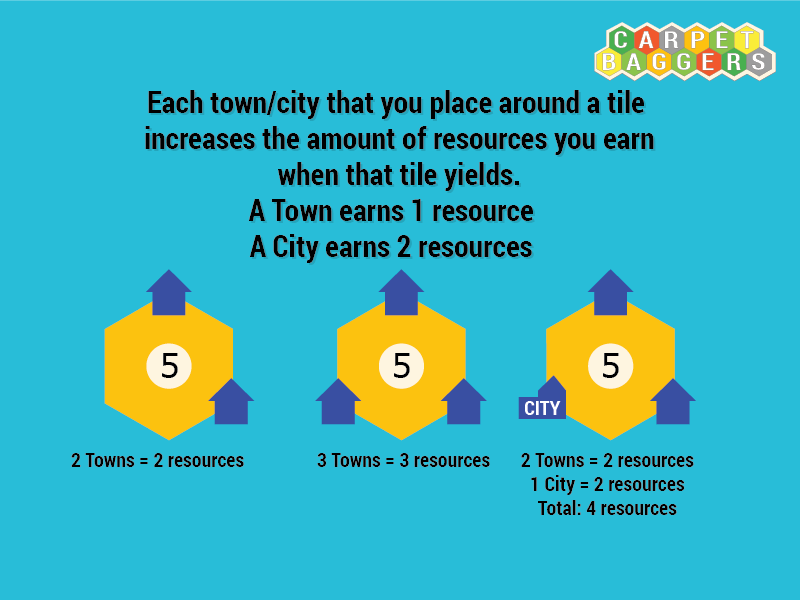 CARPET
BAGGERS
Each town/city that you place around a tile
increases the amount of resources you earn
when that tile yields.
A Town earns 1 resource
A City earns 2 resources
5
5
5
CITY
2 Towns = 2 resources
3 Towns = 3 resources
2 Towns = 2 resources
1 City = 2 resources
Total: 4 resources